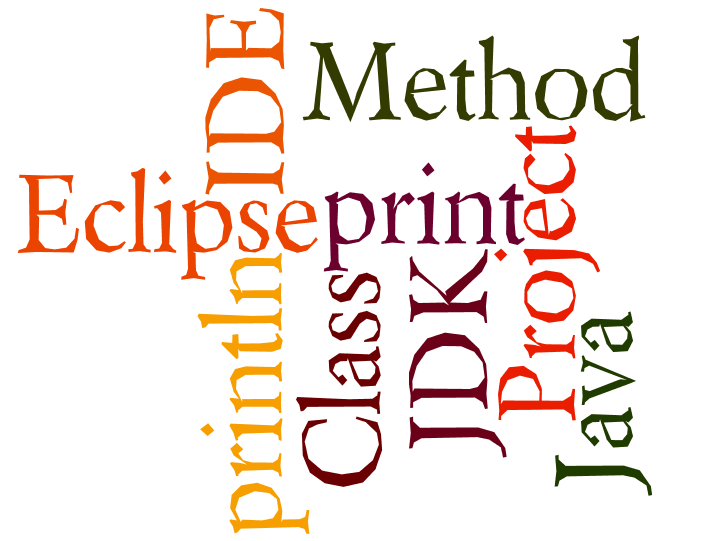 IDE
Method
Eclipse
print
Project
println
Class
JDK
Java